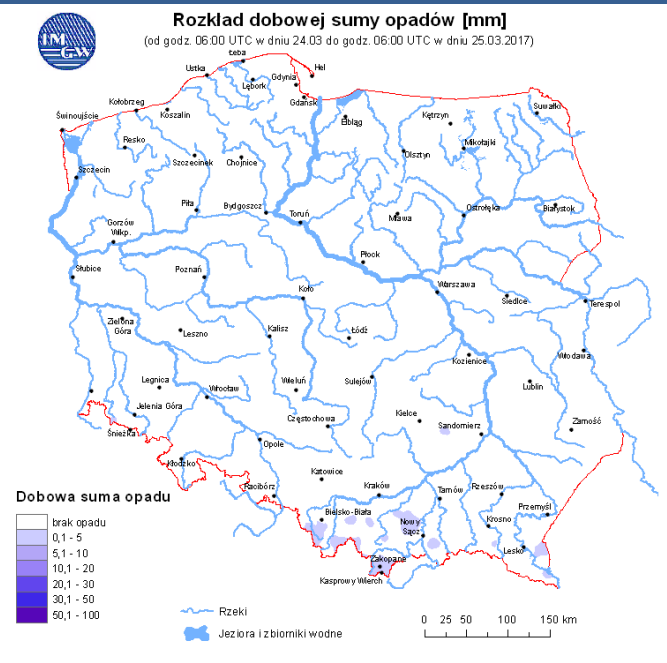 Rozkład dobowej sumy opadów [mm]
(od godz. 06:00 UTC w dniu 24.03 do godz. 06:00 UTC w dniu 25.03.2017)
IM
GW
Łeba
Ustka
Hel
Lębork
Gdynia
Gdańsk
Kołobrzeg
Koszalin
Świnoujście
Elbląg
Kętrzyn
Suwałki
Resko
Szczecinek
Chojnice
Olsztyn
Mikołajki
Szczecin
Piła
Bydgoszcz
Toruń
Mława
Ostrołęka
Białystok
Gorzów
Wlkp.
Płock
Słubice
Poznań
Koło
Warszawa
Siedlce
Terespol
Zielona
Góra
Leszno
Kalisz
Łódź
Kozienice
Włodawa
Legnica
Wrocław
Wieluń
Sulejów
Lublin
Jelenia Góra
Śnieżka
Częstochowa
Kielce
Sandomierz
Zamość
Opole
Kłodzko
Katowice
Kraków
Racibórz
Tarnów
Rzeszów
Przemyśl
Bielsko-Biała
Nowy
Sącz
Krosno
Lesko
Zakopane
Kasprowy Wierch
Dobowa suma opadu
brak opadu
0,1 - 5
5,1 - 10
10,1 - 20
20,1 - 30
30,1 - 50
50,1 - 100
Rzeki
Jeziora i zbiorniki wodne
0 25 50 100 150 km